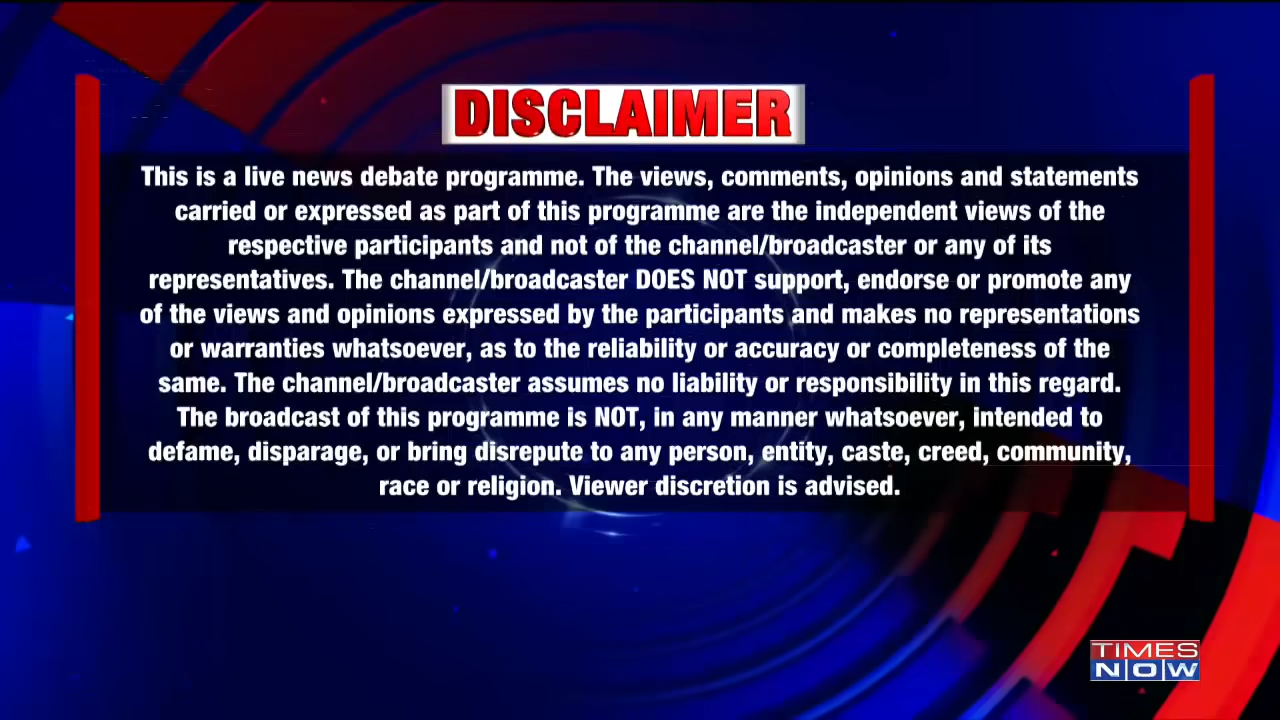 DISCLAIMER
This is a live news debate programme. The views, comments, opinions and statements
carried or expressed as part of this programme are the independent views of the
respective participants and not of the channel/broadcaster or any of its
representatives. The channel/broadcaster DOES NOT support, endorse or promote any
of the views and opinions expressed by the participants and makes no representations
or warranties whatsoever, as to the reliability or accuracy or completeness of the
same. The channel/broadcaster assumes no liability or responsibility in this regard.
The broadcast of this programme is NOT, in any manner whatsoever, intended to
defame, disparage, or bring disrepute to any person, entity, caste, creed, community,
race or religion. Viewer discretion is advised.
TIMES
NOW